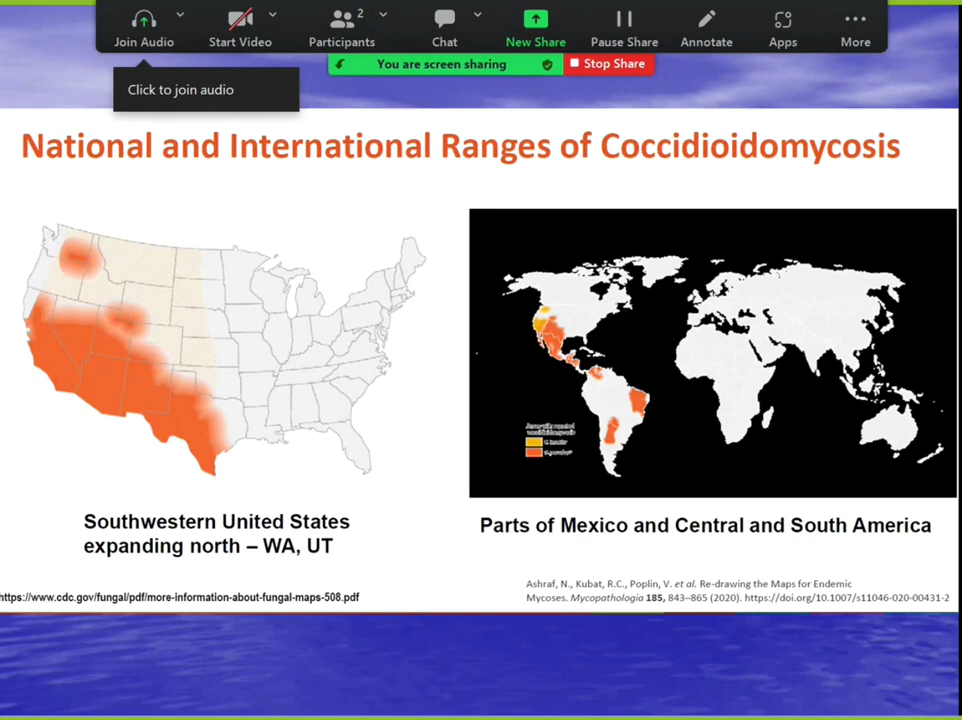 2
Join Audio
Start Video
Participants
Chat
New Share
Pause Share
Annotate
Apps
More
You are screen sharing
Stop Share
Click to join audio
National and International Ranges of Coccidioidomycosis
Southwestern United States
expanding north – WA, UT
Parts of Mexico and Central and South America
https://www.cdc.gov/fungal/pdf/more-information-about-fungal-maps-508.pdf
Ashraf, N., Kubat, R.C., Poplin, V. et al. Re-drawing the Maps for Endemic
Mycoses. Mycopathologia 185, 843–865 (2020). https://doi.org/10.1007/s11046-020-00431-2